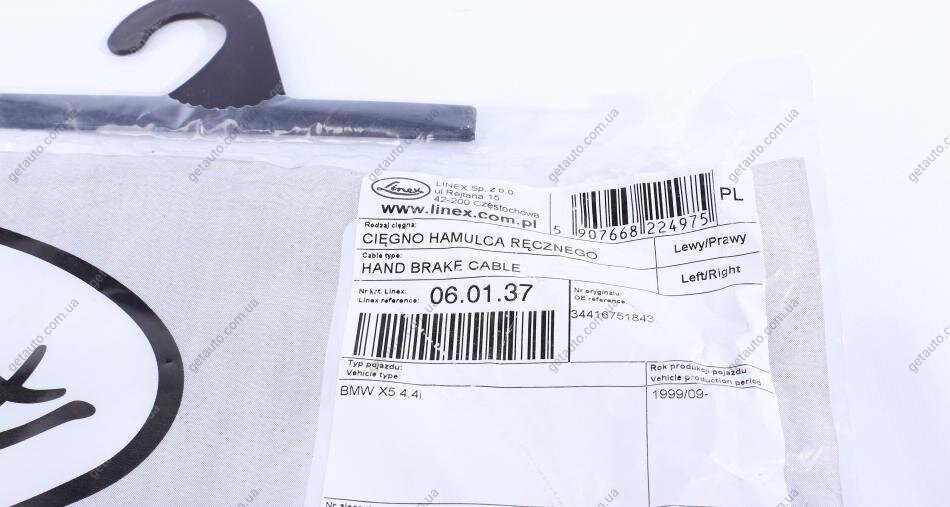 Linex
LINEX Sp. z o.o.
ul Rejtana 15
42-200 Częstochowa
www.linex.com.pl
5 907668 224975
PL
Rodzaj cięgna:
CIĘGNO HAMULCA RĘCZNEGO
Lewy/Prawy
Cable type:
HAND BRAKE CABLE
Left/Right
Nr krt. Linex:
Linex reference:
06.01.37
Nr oryginału:
OE reference:
34416751843
Typ pojazdu:
Vehicle type:
BMW X5 4.4i
Rok produkcji pojazdu:
Vehicle production period
1999/09-
getauto.com.ua